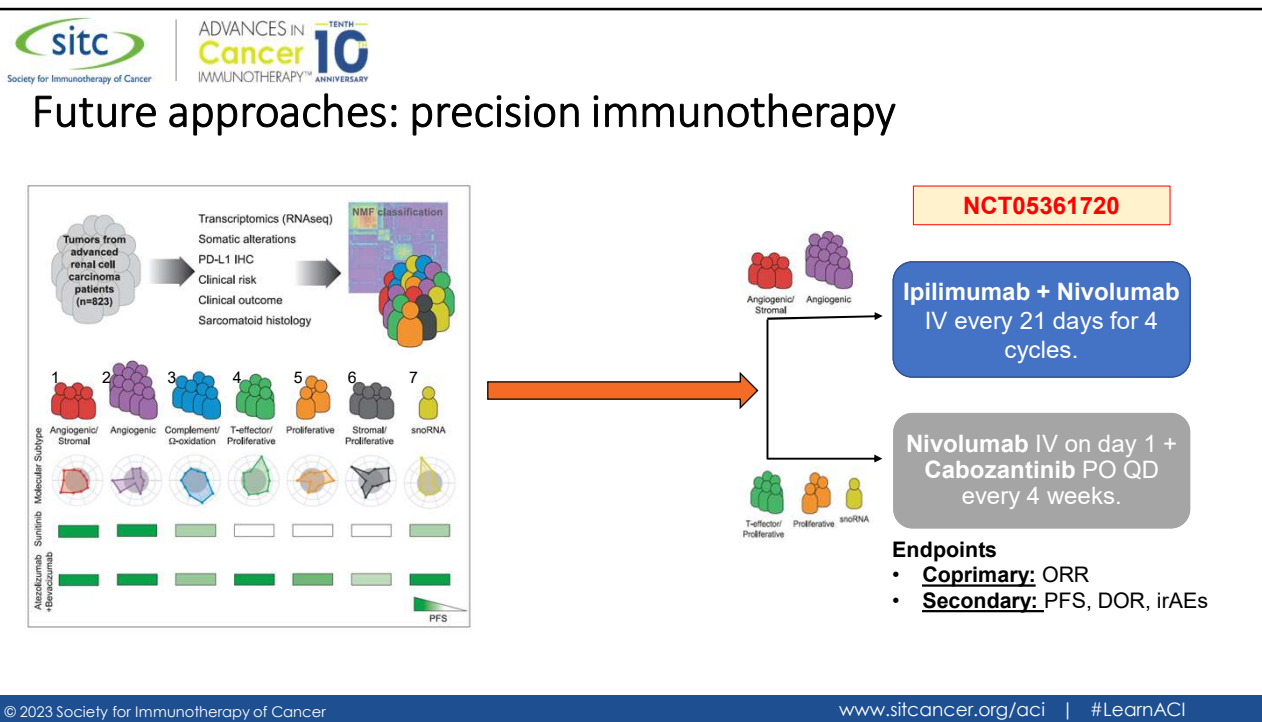 sitc
Society for Immunotherapy of Cancer
ADVANCES IN
Cancer
IMMUNOTHERAPY™
TENTH
10TH
ANNIVERSARY
Future approaches: precision immunotherapy
Tumors from
advanced
renal cell
carcinoma
patients
(n=823)
Transcriptomics (RNAseq)
Somatic alterations
PD-L1 IHC
Clinical risk
Clinical outcome
Sarcomatoid histology
NMF classification
1 2 3 4 5 6 7
Angiogenic/
Stromal
Angiogenic
Complement/
Ω-oxidation
T-effector/
Proliferative
Proliferative
Stromal/
Proliferative
snoRNA
Molecular Subtype
Sunitinib
Atezolizumab
+Bevacizumab
PFS
Angiogenic/
Stromal
Angiogenic
T-effector/
Proliferative
Proliferative
snoRNA
NCT05361720
Ipilimumab + Nivolumab
IV every 21 days for 4
cycles.
Nivolumab IV on day 1 +
Cabozantinib PO QD
every 4 weeks.
Endpoints
• Coprimary: ORR
• Secondary: PFS, DOR, irAEs
© 2023 Society for Immunotherapy of Cancer
www.sitcancer.org/aci | #LearnACI